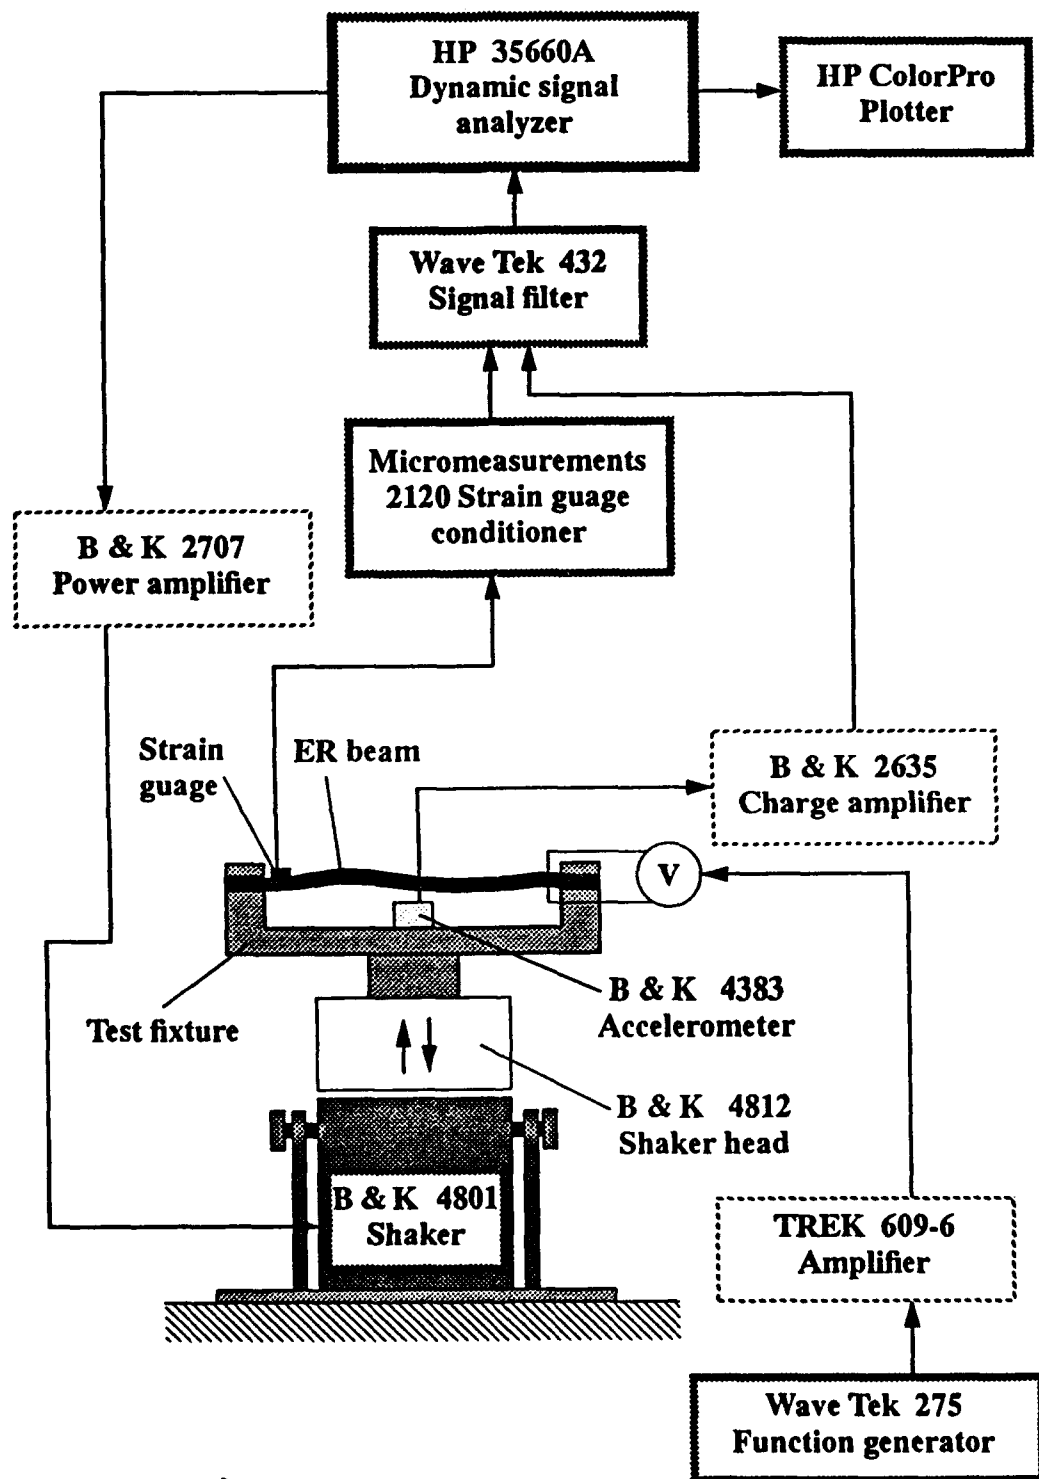 HP 35660A
Dynamic signal
analyzer
HP ColorPro
Plotter
Wave Tek 432
Signal filter
Micromeasurements
2120 Strain guage
conditioner
B & K 2707
Power amplifier
Strain
guage
ER beam
B & K 2635
Charge amplifier
V
B & K 4383
Accelerometer
Test fixture
B & K 4812
Shaker head
B & K 4801
Shaker
TREK 609-6
Amplifier
Wave Tek 275
Function generator